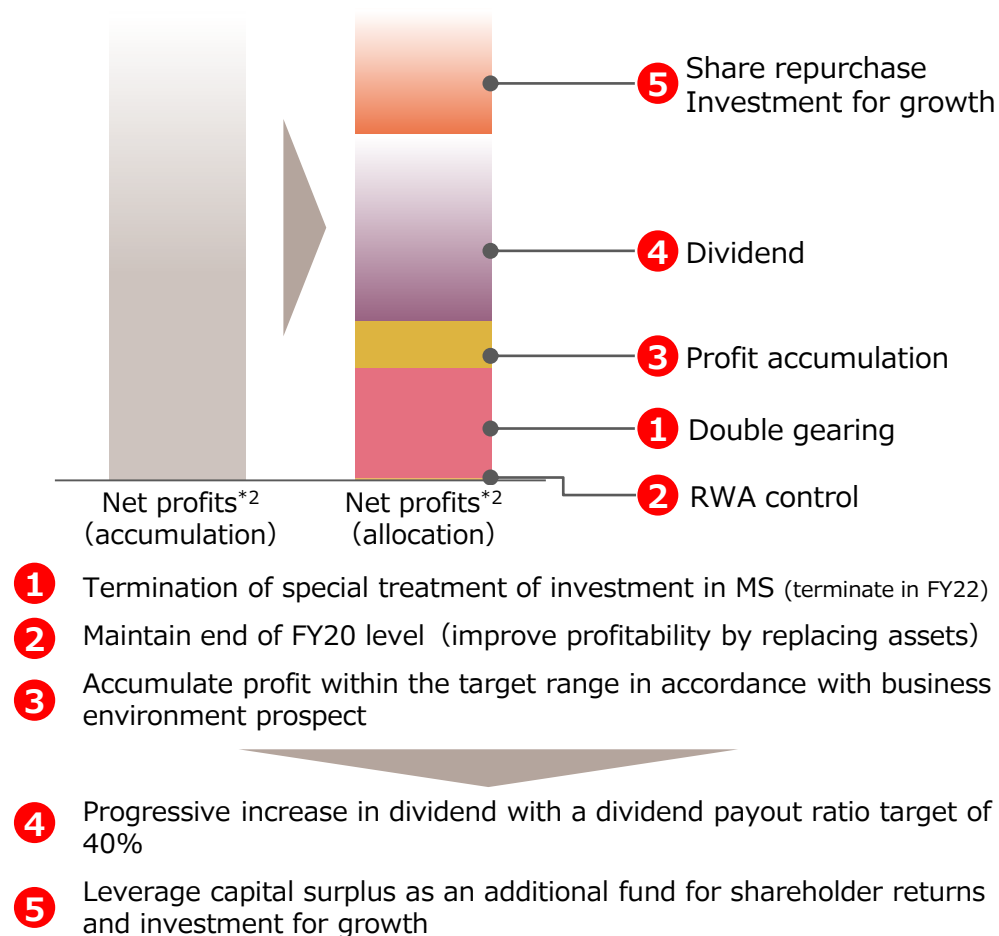 5 Share repurchase
Investment for growth
4 Dividend
3 Profit accumulation
1 Double gearing
2 RWA control
Net profits*2
（accumulation）
Net profits*2
（allocation）
1 Termination of special treatment of investment in MS (terminate in FY22)
2 Maintain end of FY20 level（improve profitability by replacing assets）
3 Accumulate profit within the target range in accordance with business
environment prospect
4 Progressive increase in dividend with a dividend payout ratio target of
40%
5 Leverage capital surplus as an additional fund for shareholder returns
and investment for growth